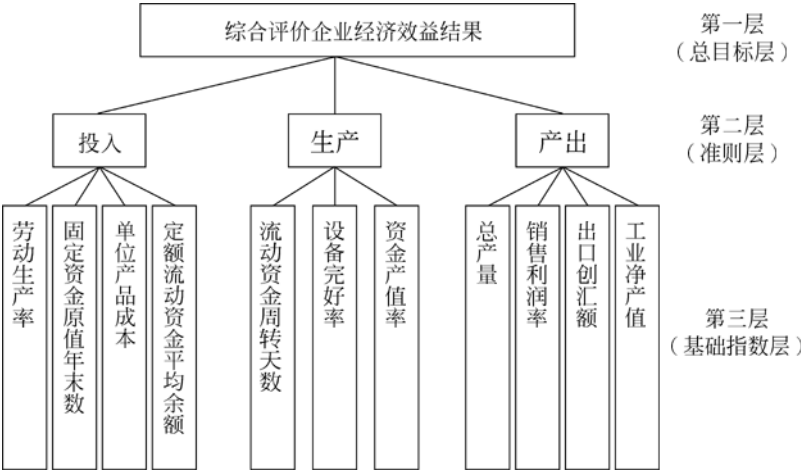 综合评价企业经济效益结果
第一层
（总目标层）
投入
生产
产出
第二层
（准则层）
劳动生产率
固定资金原值年末数
单位产品成本
定额流动资金平均余额
流动资金周转天数
设备完好率
资金产值率
总产量
销售利润率
出口创汇额
工业净产值
第三层
（基础指数层）